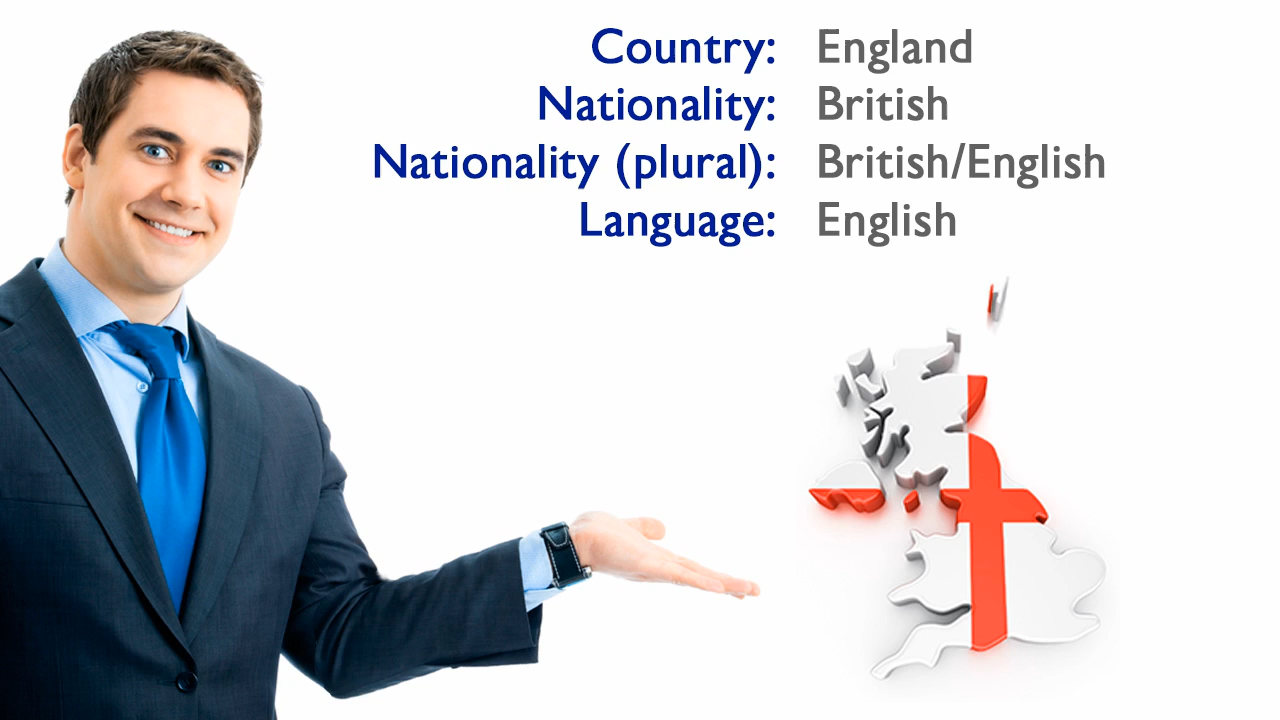 Country: England
Nationality: British
Nationality (plural): British/English
Language: English